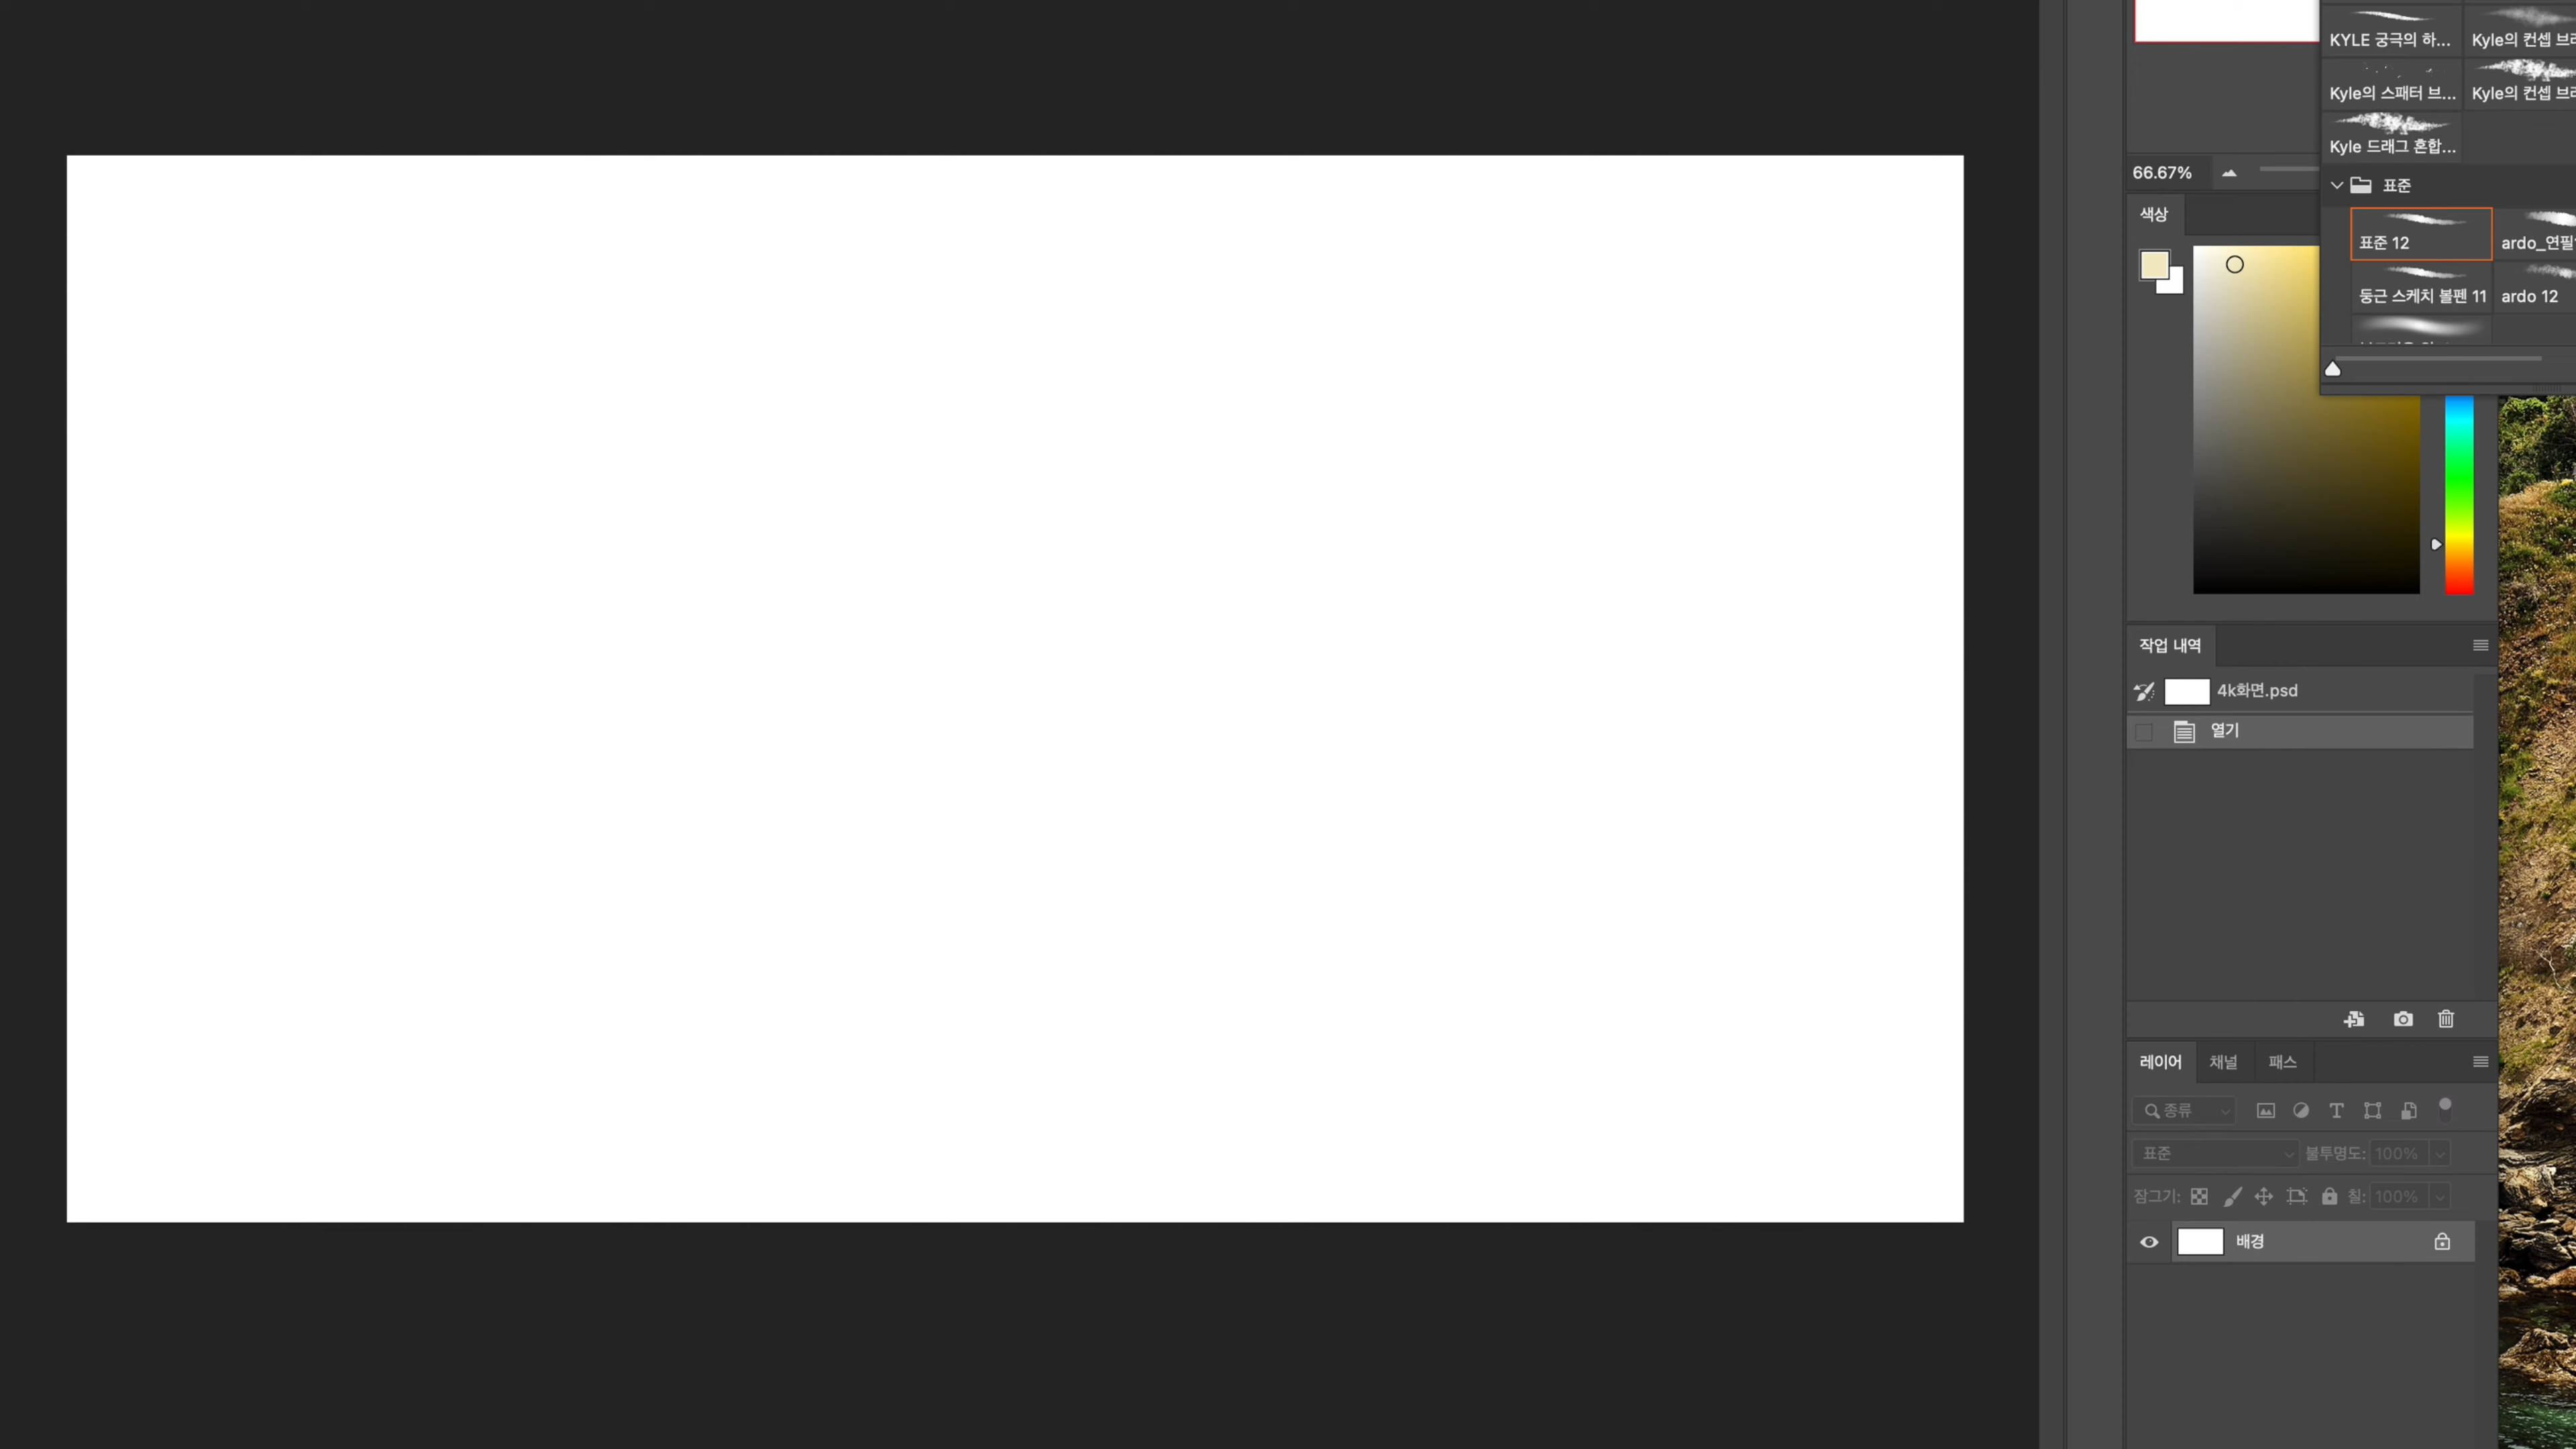 KYLE 궁극의 하... Kyle의 컨셉 브
Kyle의 스패터 브... Kyle의 컨셉 브
Kyle 드래그 혼합...
66.67%
표준
색상
표준 12 ardo_연필
둥근 스케치 볼펜 11 ardo 12
작업 내역
4k화면.psd
열기
레이어 채널 패스
종류
표준 불투명도: 100%
잠그기: 칠: 100%
배경